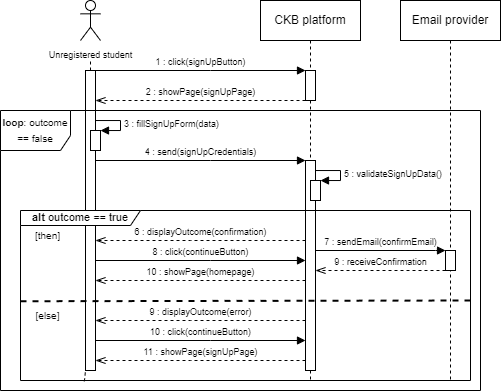 CKB platform
Email provider
Unregistered student
1 : click(signUpButton)
2 : showPage(signUpPage)
loop: outcome
== false
3 : fillSignUpForm(data)
4 : send(signUpCredentials)
5 : validateSignUpData()
alt outcome == true
[then]
6 : displayOutcome(confirmation)
7 : sendEmail(confirmEmail)
8 : click(continueButton)
9 : receiveConfirmation
10 : showPage(homepage)
[else]
9 : displayOutcome(error)
10 : click(continueButton)
11 : showPage(signUpPage)